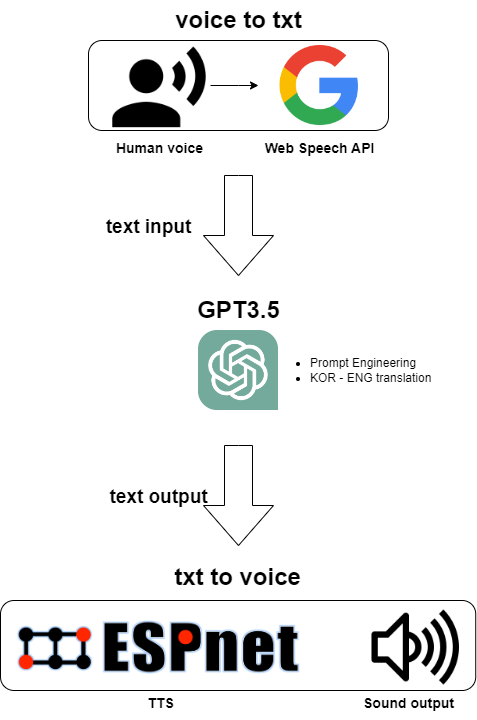 voice to txt
Human voice
Web Speech API
text input
GPT3.5
Prompt Engineering
KOR - ENG translation
text output
txt to voice
ESPnet
TTS
Sound output